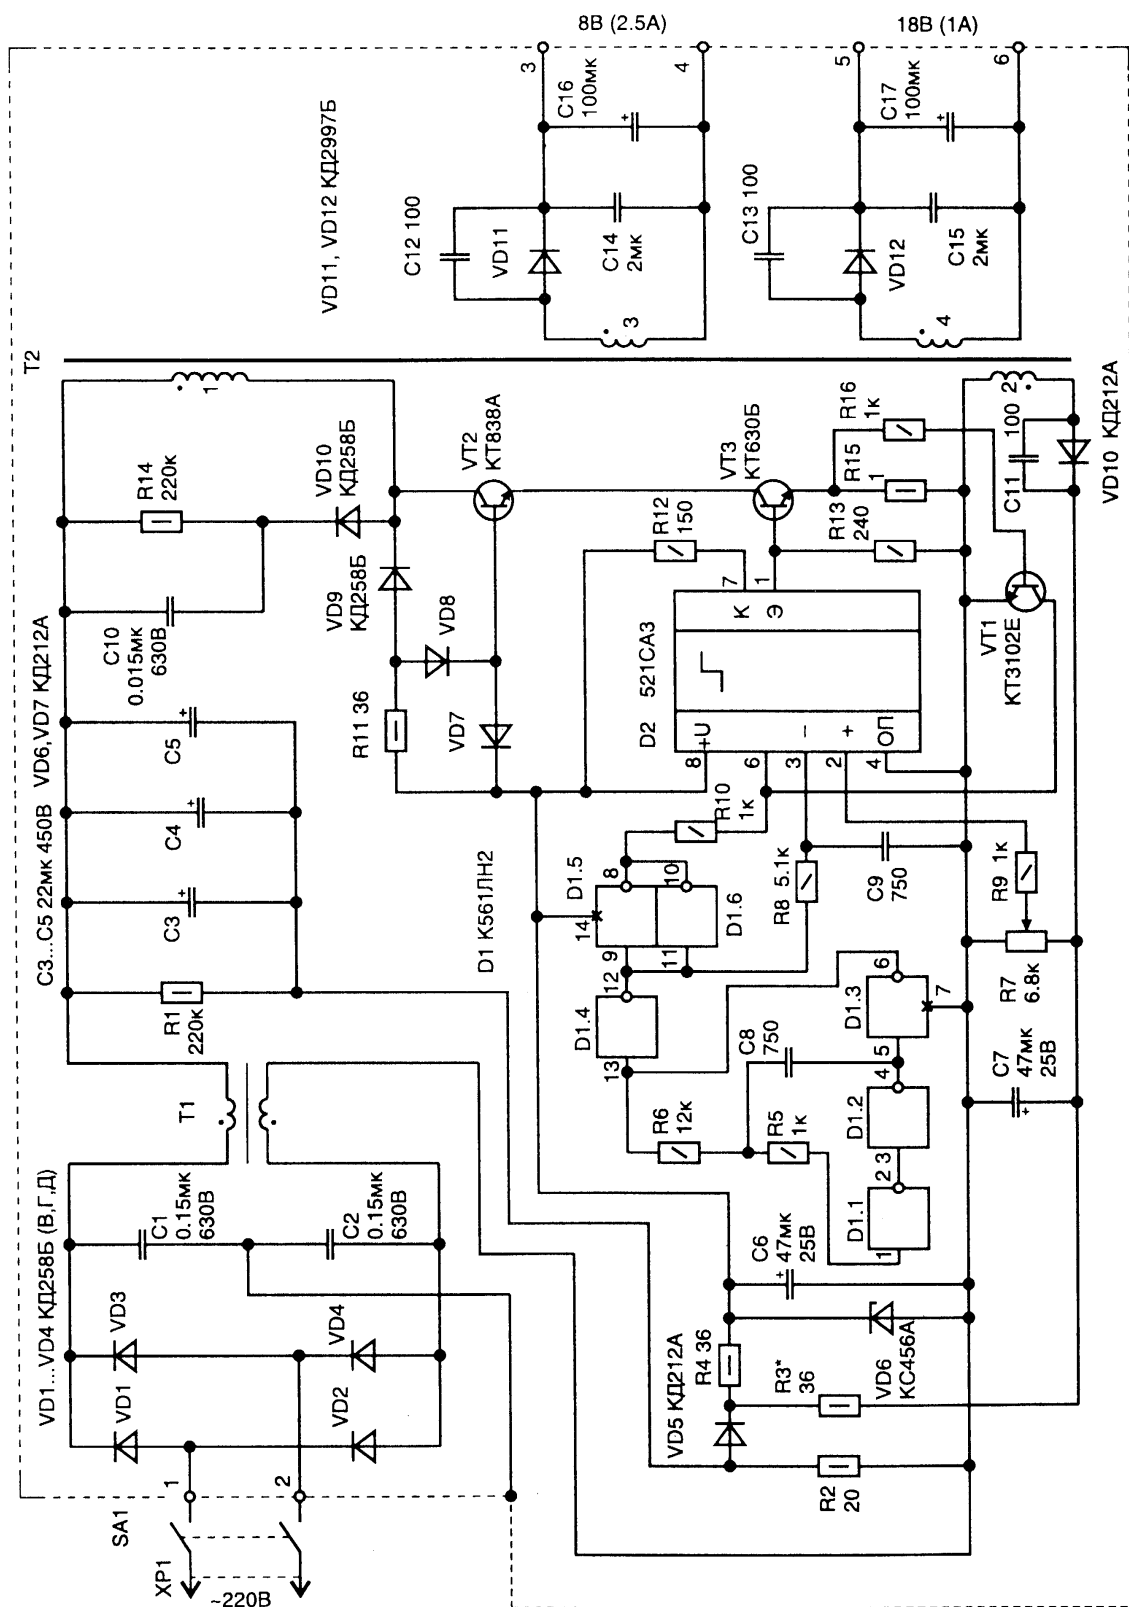 8В (2.5А)
18В (1А)
3
4
5
6
C16
100мк
C17
100мк
VD11, VD12 КД2997Б
C12 100
VD11
C14
2мк
C13 100
VD12
C15
2мк
3
4
T2
1
R14
220к
VD10
КД258Б
C10
0.015мк
630В
VD9
КД258Б
VT2
КТ838А
VD8
VD7
R11 36
VT3
КТ630Б
R12
150
R13
240
R15
1
R16
1к
2
C11
100
VD10 КД212А
VT1
КТ3102Е
7
1
К
Э
D2
521СА3
+U
−
+
ОП
8
6
3
2
4
VD6,VD7 КД212А
C3...C5 22мк 450В
C5
C4
C3
R1
220к
D1 К561ЛН2
R10
1к
D1.5
8
10
14
9
11
D1.6
R8 5.1к
C9
750
R9 1к
R7
6.8к
12
D1.4
13
6
D1.3
7
5
C8
750
4
D1.2
3
R6
12к
R5
1к
2
D1.1
1
C7
47мк
25В
T1
C1
0.15мк
630В
C2
0.15мк
630В
VD1...VD4 КД258Б (В,Г,Д)
VD3
VD4
VD1
VD2
C6
47мк
25В
VD5 КД212А
R4 36
R3*
36
VD6
КС456А
R2
20
1
2
SA1
XP1
~220В